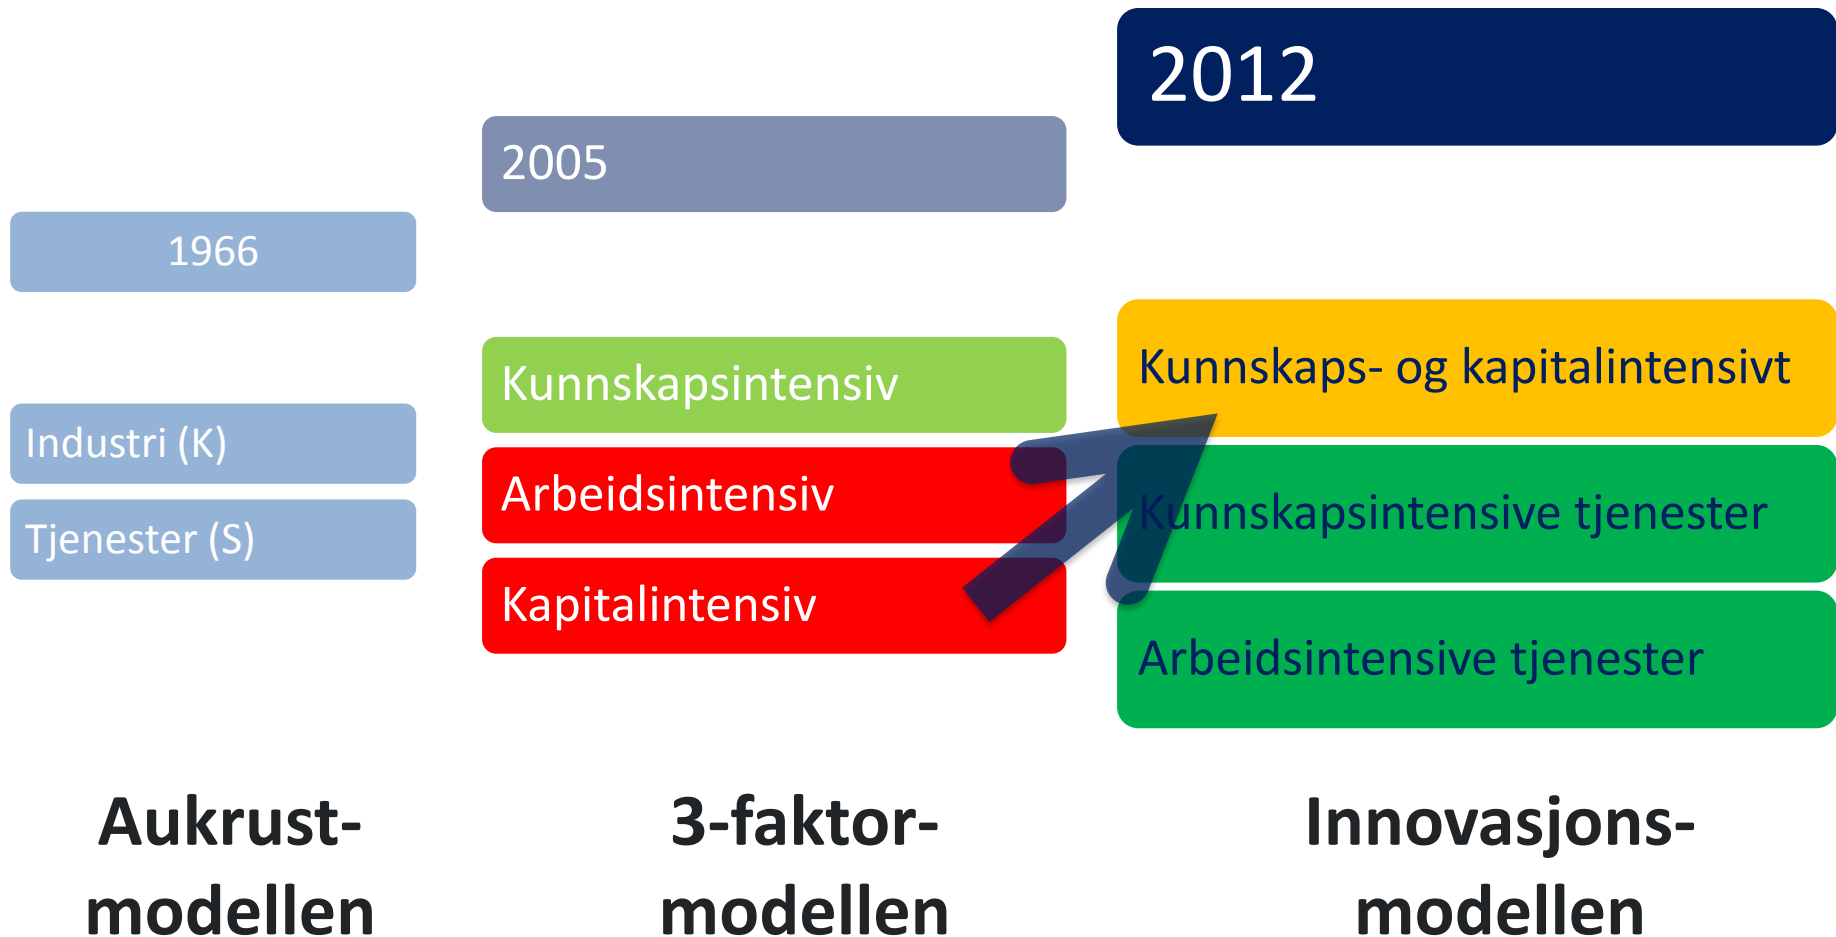 1966
Industri (K)
Tjenester (S)
Aukrust-
modellen
2005
Kunnskapsintensiv
Arbeidsintensiv
Kapitalintensiv
3-faktor-
modellen
2012
Kunnskaps- og kapitalintensivt
Kunnskapsintensive tjenester
Arbeidsintensive tjenester
Innovasjons-
modellen